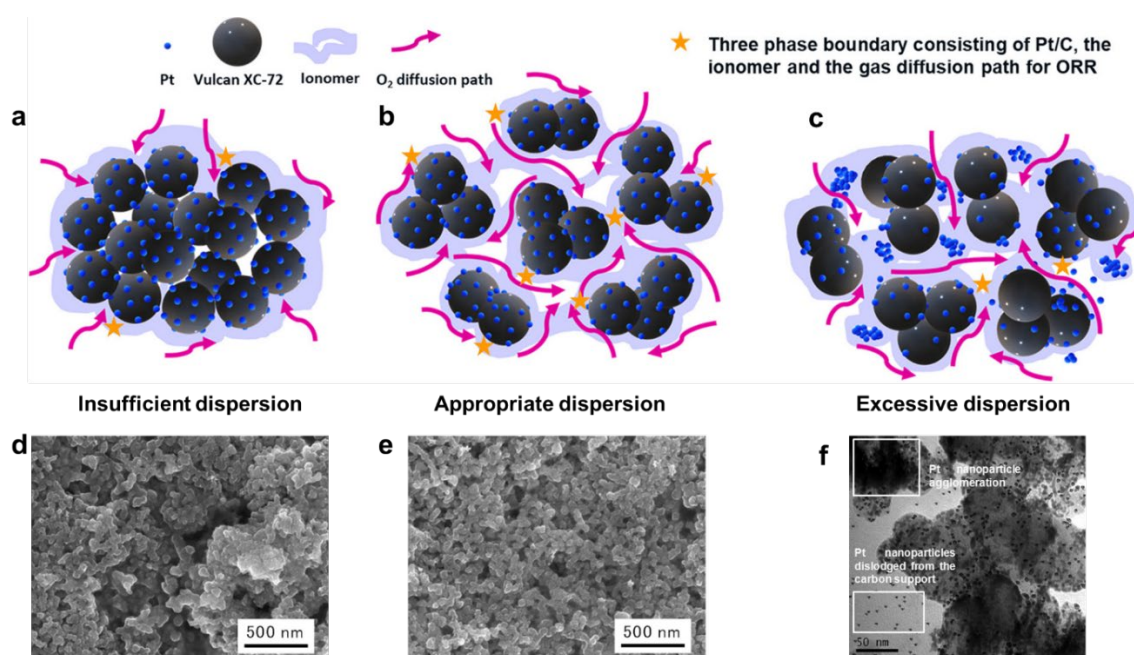 Pt
Vulcan XC-72
Ionomer
O₂ diffusion path
Three phase boundary consisting of Pt/C, the
ionomer and the gas diffusion path for ORR
a
b
c
Insufficient dispersion
Appropriate dispersion
Excessive dispersion
d
500 nm
e
500 nm
f
Pt nanoparticle
agglomeration
Pt nanoparticles
dislodged from the
carbon support
50 nm